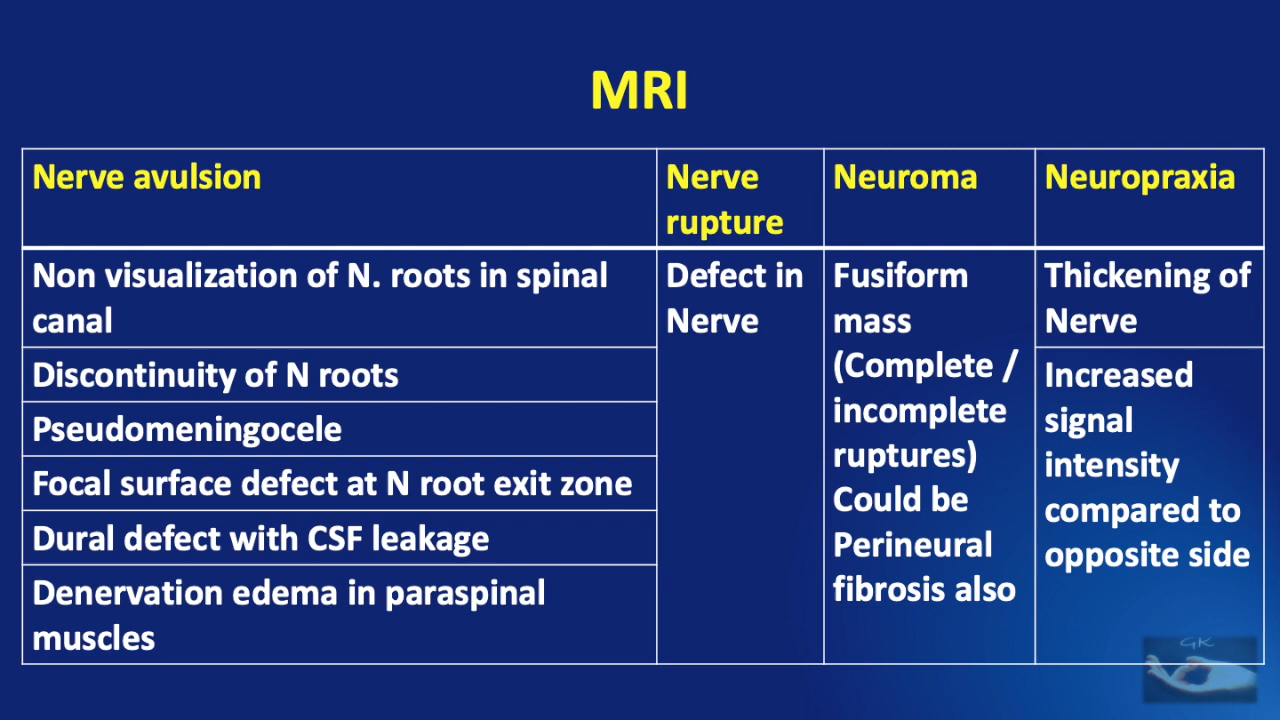 MRI
Nerve avulsion
Nerve
rupture
Neuroma
Neuropraxia
Non visualization of N. roots in spinal
canal
Discontinuity of N roots
Pseudomeningocele
Focal surface defect at N root exit zone
Dural defect with CSF leakage
Denervation edema in paraspinal
muscles
Defect in
Nerve
Fusiform
mass
(Complete /
incomplete
ruptures)
Could be
Perineural
fibrosis also
Thickening of
Nerve
Increased
signal
intensity
compared to
opposite side
GK